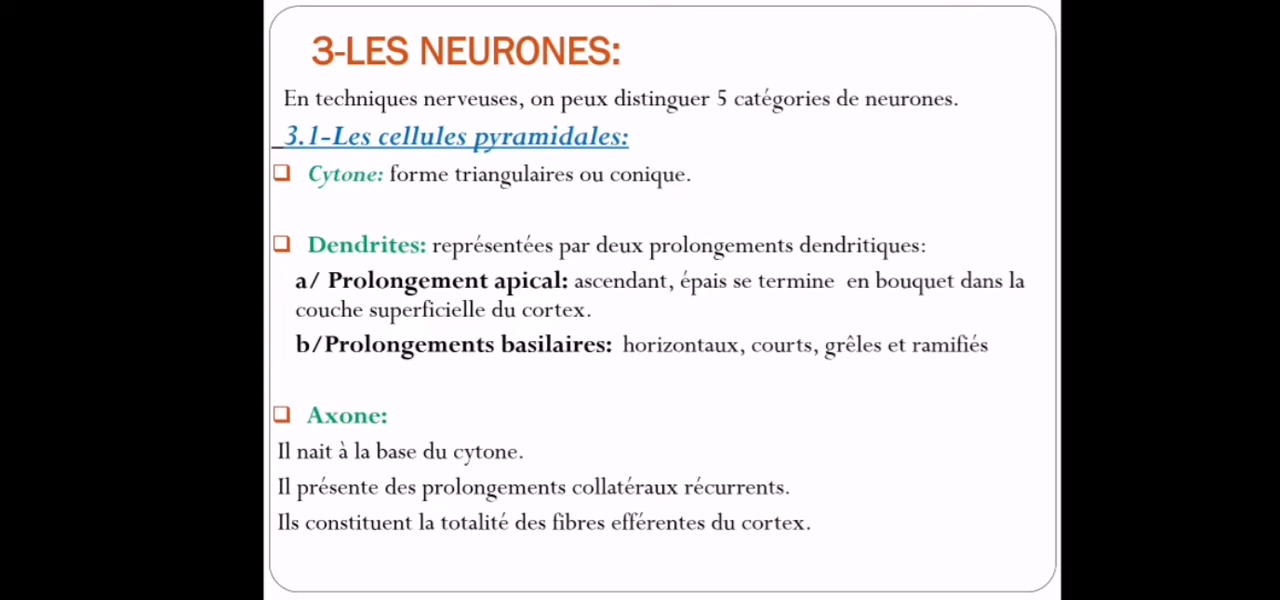 3-LES NEURONES:
En techniques nerveuses, on peux distinguer 5 catégories de neurones.
3.1-Les cellules pyramidales:
Cytone: forme triangulaires ou conique.
Dendrites: représentées par deux prolongements dendritiques:
a/ Prolongement apical: ascendant, épais se termine en bouquet dans la
couche superficielle du cortex.
b/Prolongements basilaires: horizontaux, courts, grêles et ramifiés
Axone:
Il nait à la base du cytone.
Il présente des prolongements collatéraux récurrents.
Ils constituent la totalité des fibres efférentes du cortex.